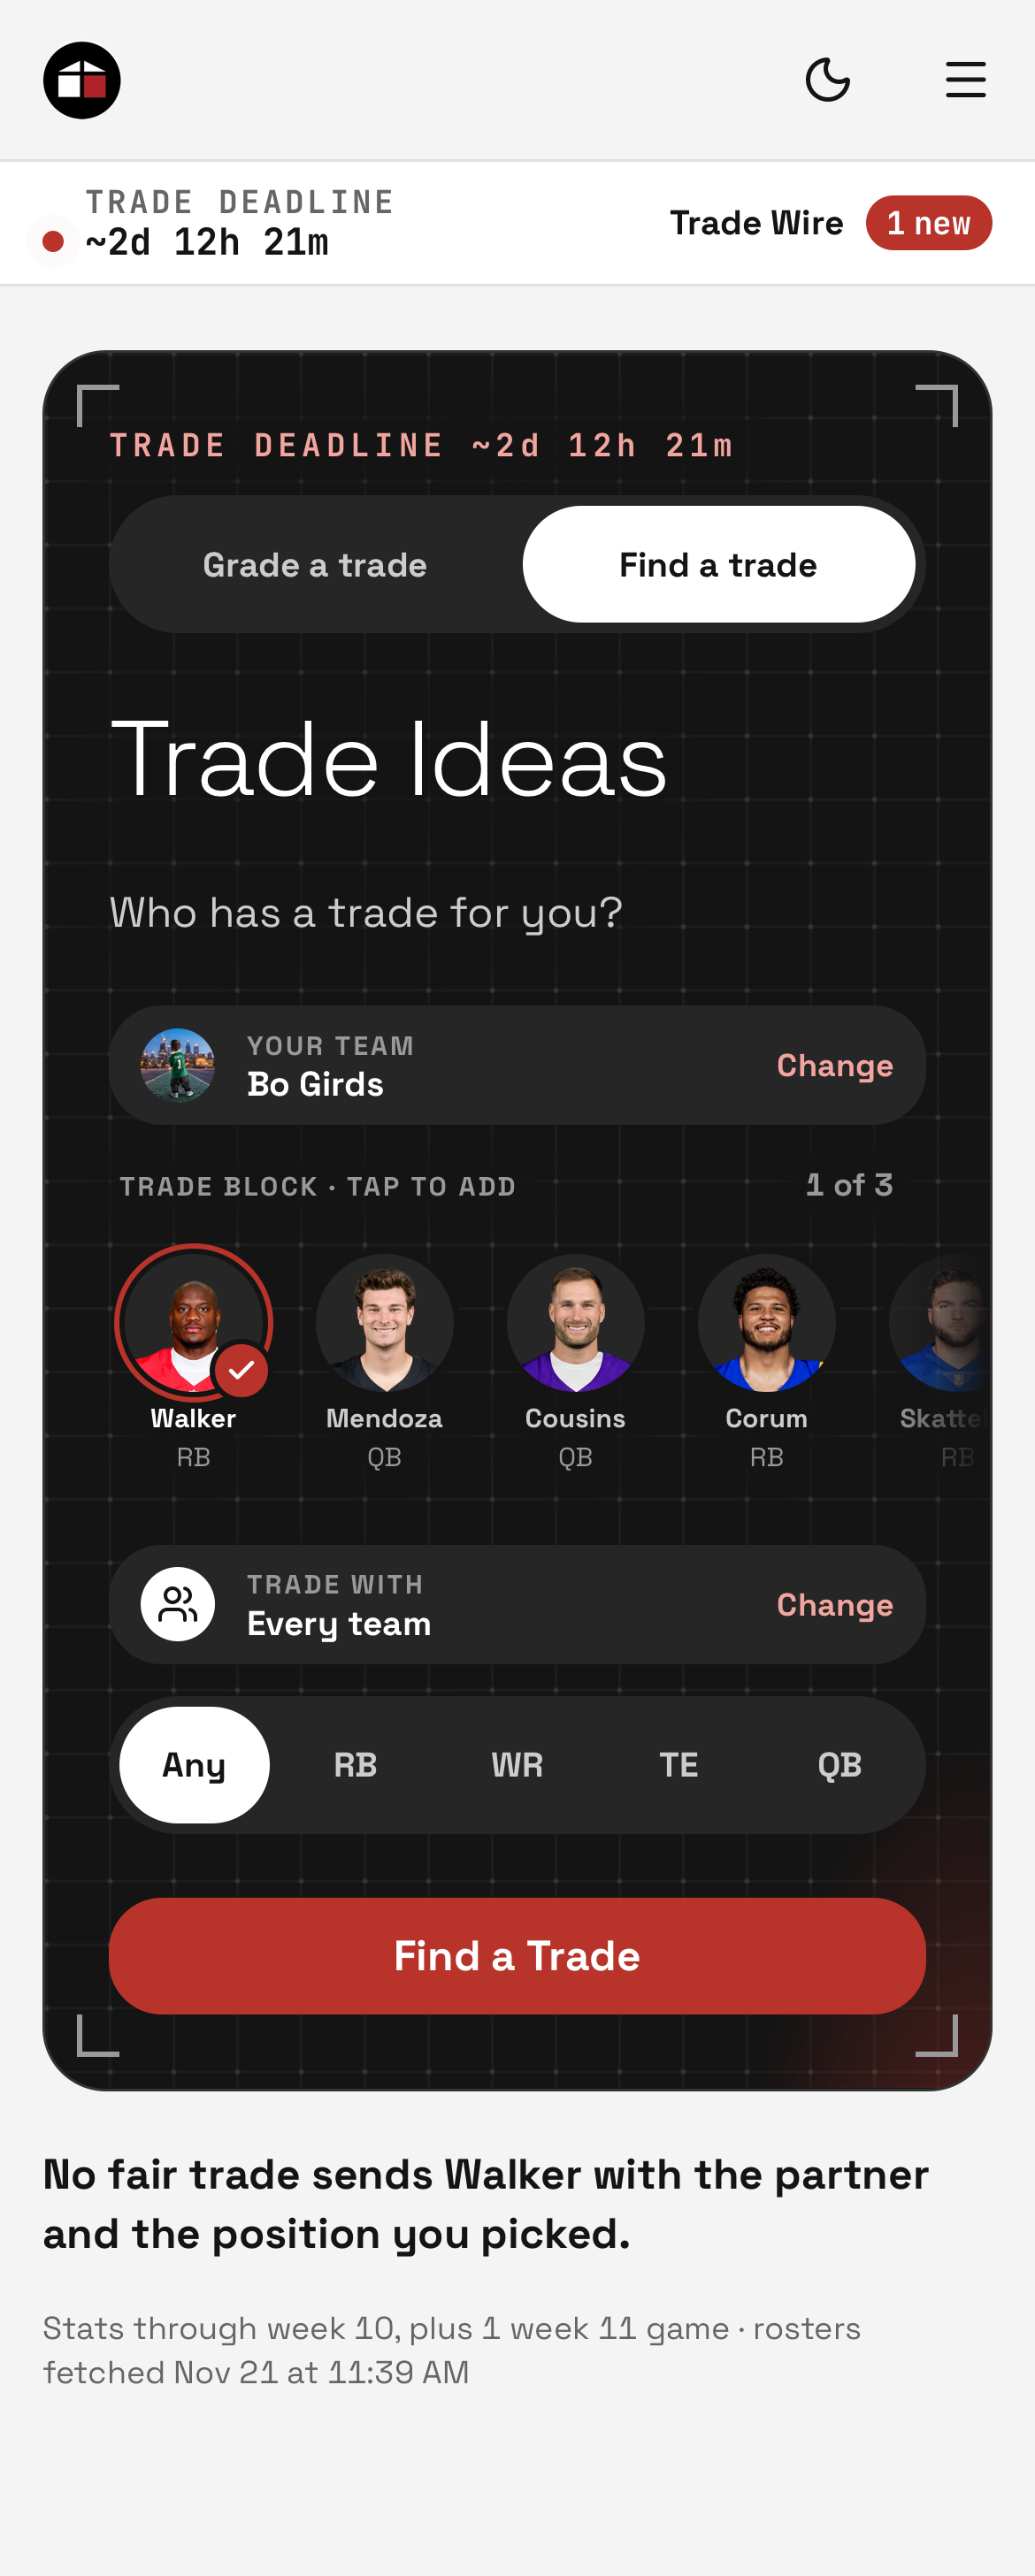 TRADE DEADLINE
~2d 12h 21m
Trade Wire
1 new
TRADE DEADLINE ~2d 12h 21m
Grade a trade
Find a trade
Trade Ideas
Who has a trade for you?
YOUR TEAM
Bo Girds
Change
TRADE BLOCK · TAP TO ADD
1 of 3
Walker
RB
Mendoza
QB
Cousins
QB
Corum
RB
RB
TRADE WITH
Every team
Change
Any
RB
WR
TE
QB
Find a Trade
No fair trade sends Walker with the partner
and the position you picked.
Stats through week 10, plus 1 week 11 game · rosters
fetched Nov 21 at 11:39 AM